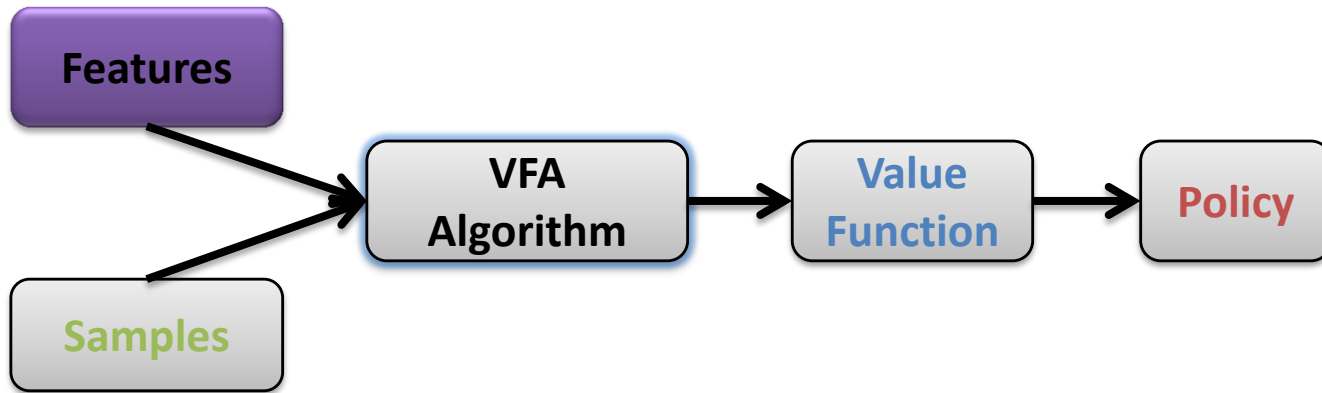 Features
Samples
VFA
Algorithm
Value
Function
Policy